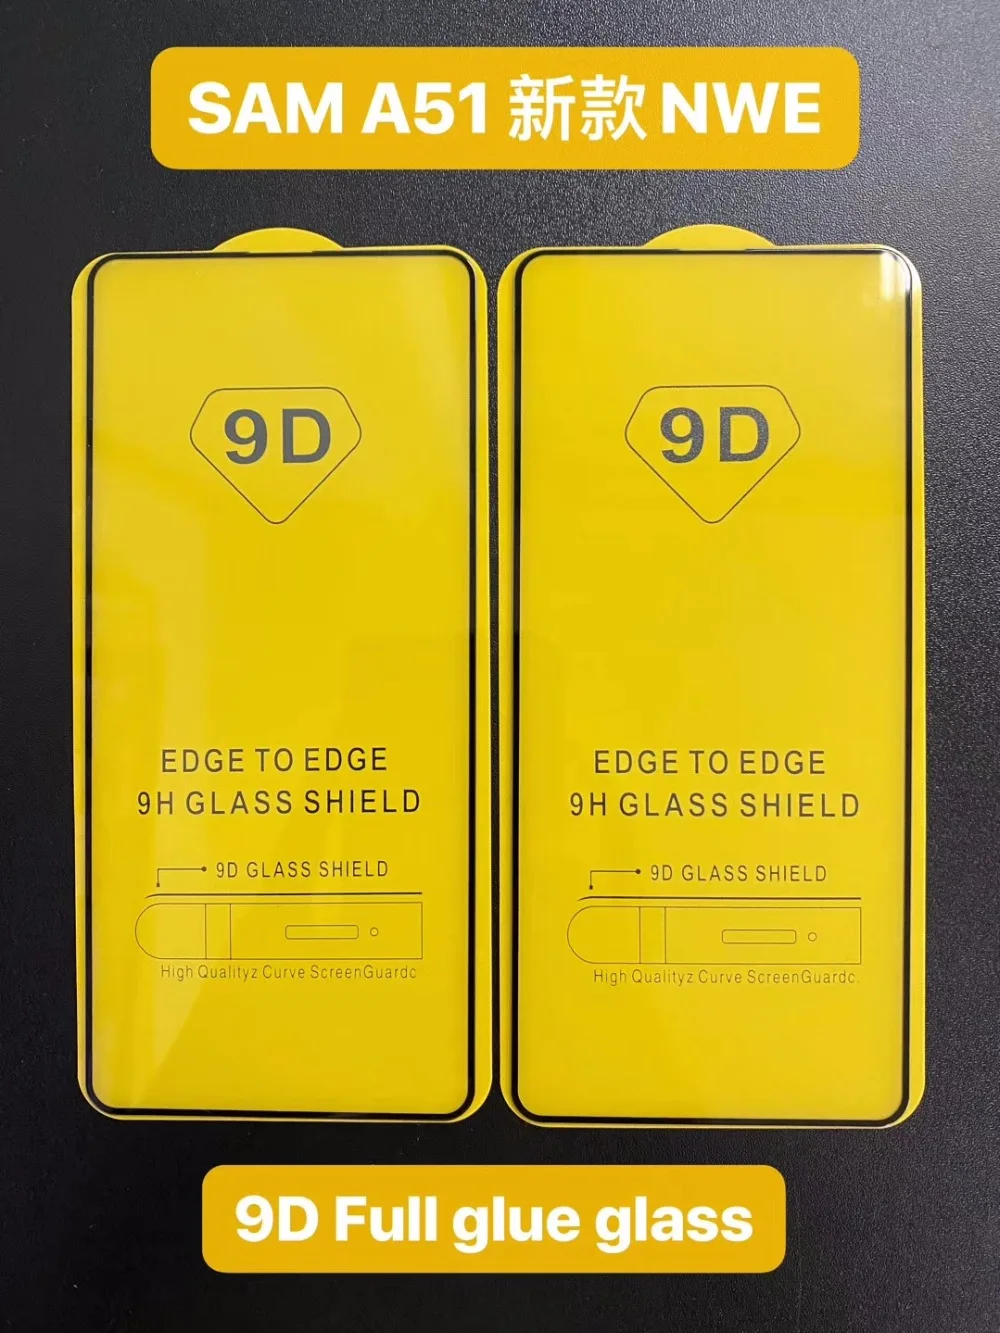 SAM A51 新款 NWE
9D
EDGE TO EDGE
9H GLASS SHIELD
9D GLASS SHIELD
High Qualityz Curve ScreenGuardc
9D
EDGE TO EDGE
9H GLASS SHIELD
9D GLASS SHIELD
High Qualityz Curve ScreenGuardc.
9D Full glue glass